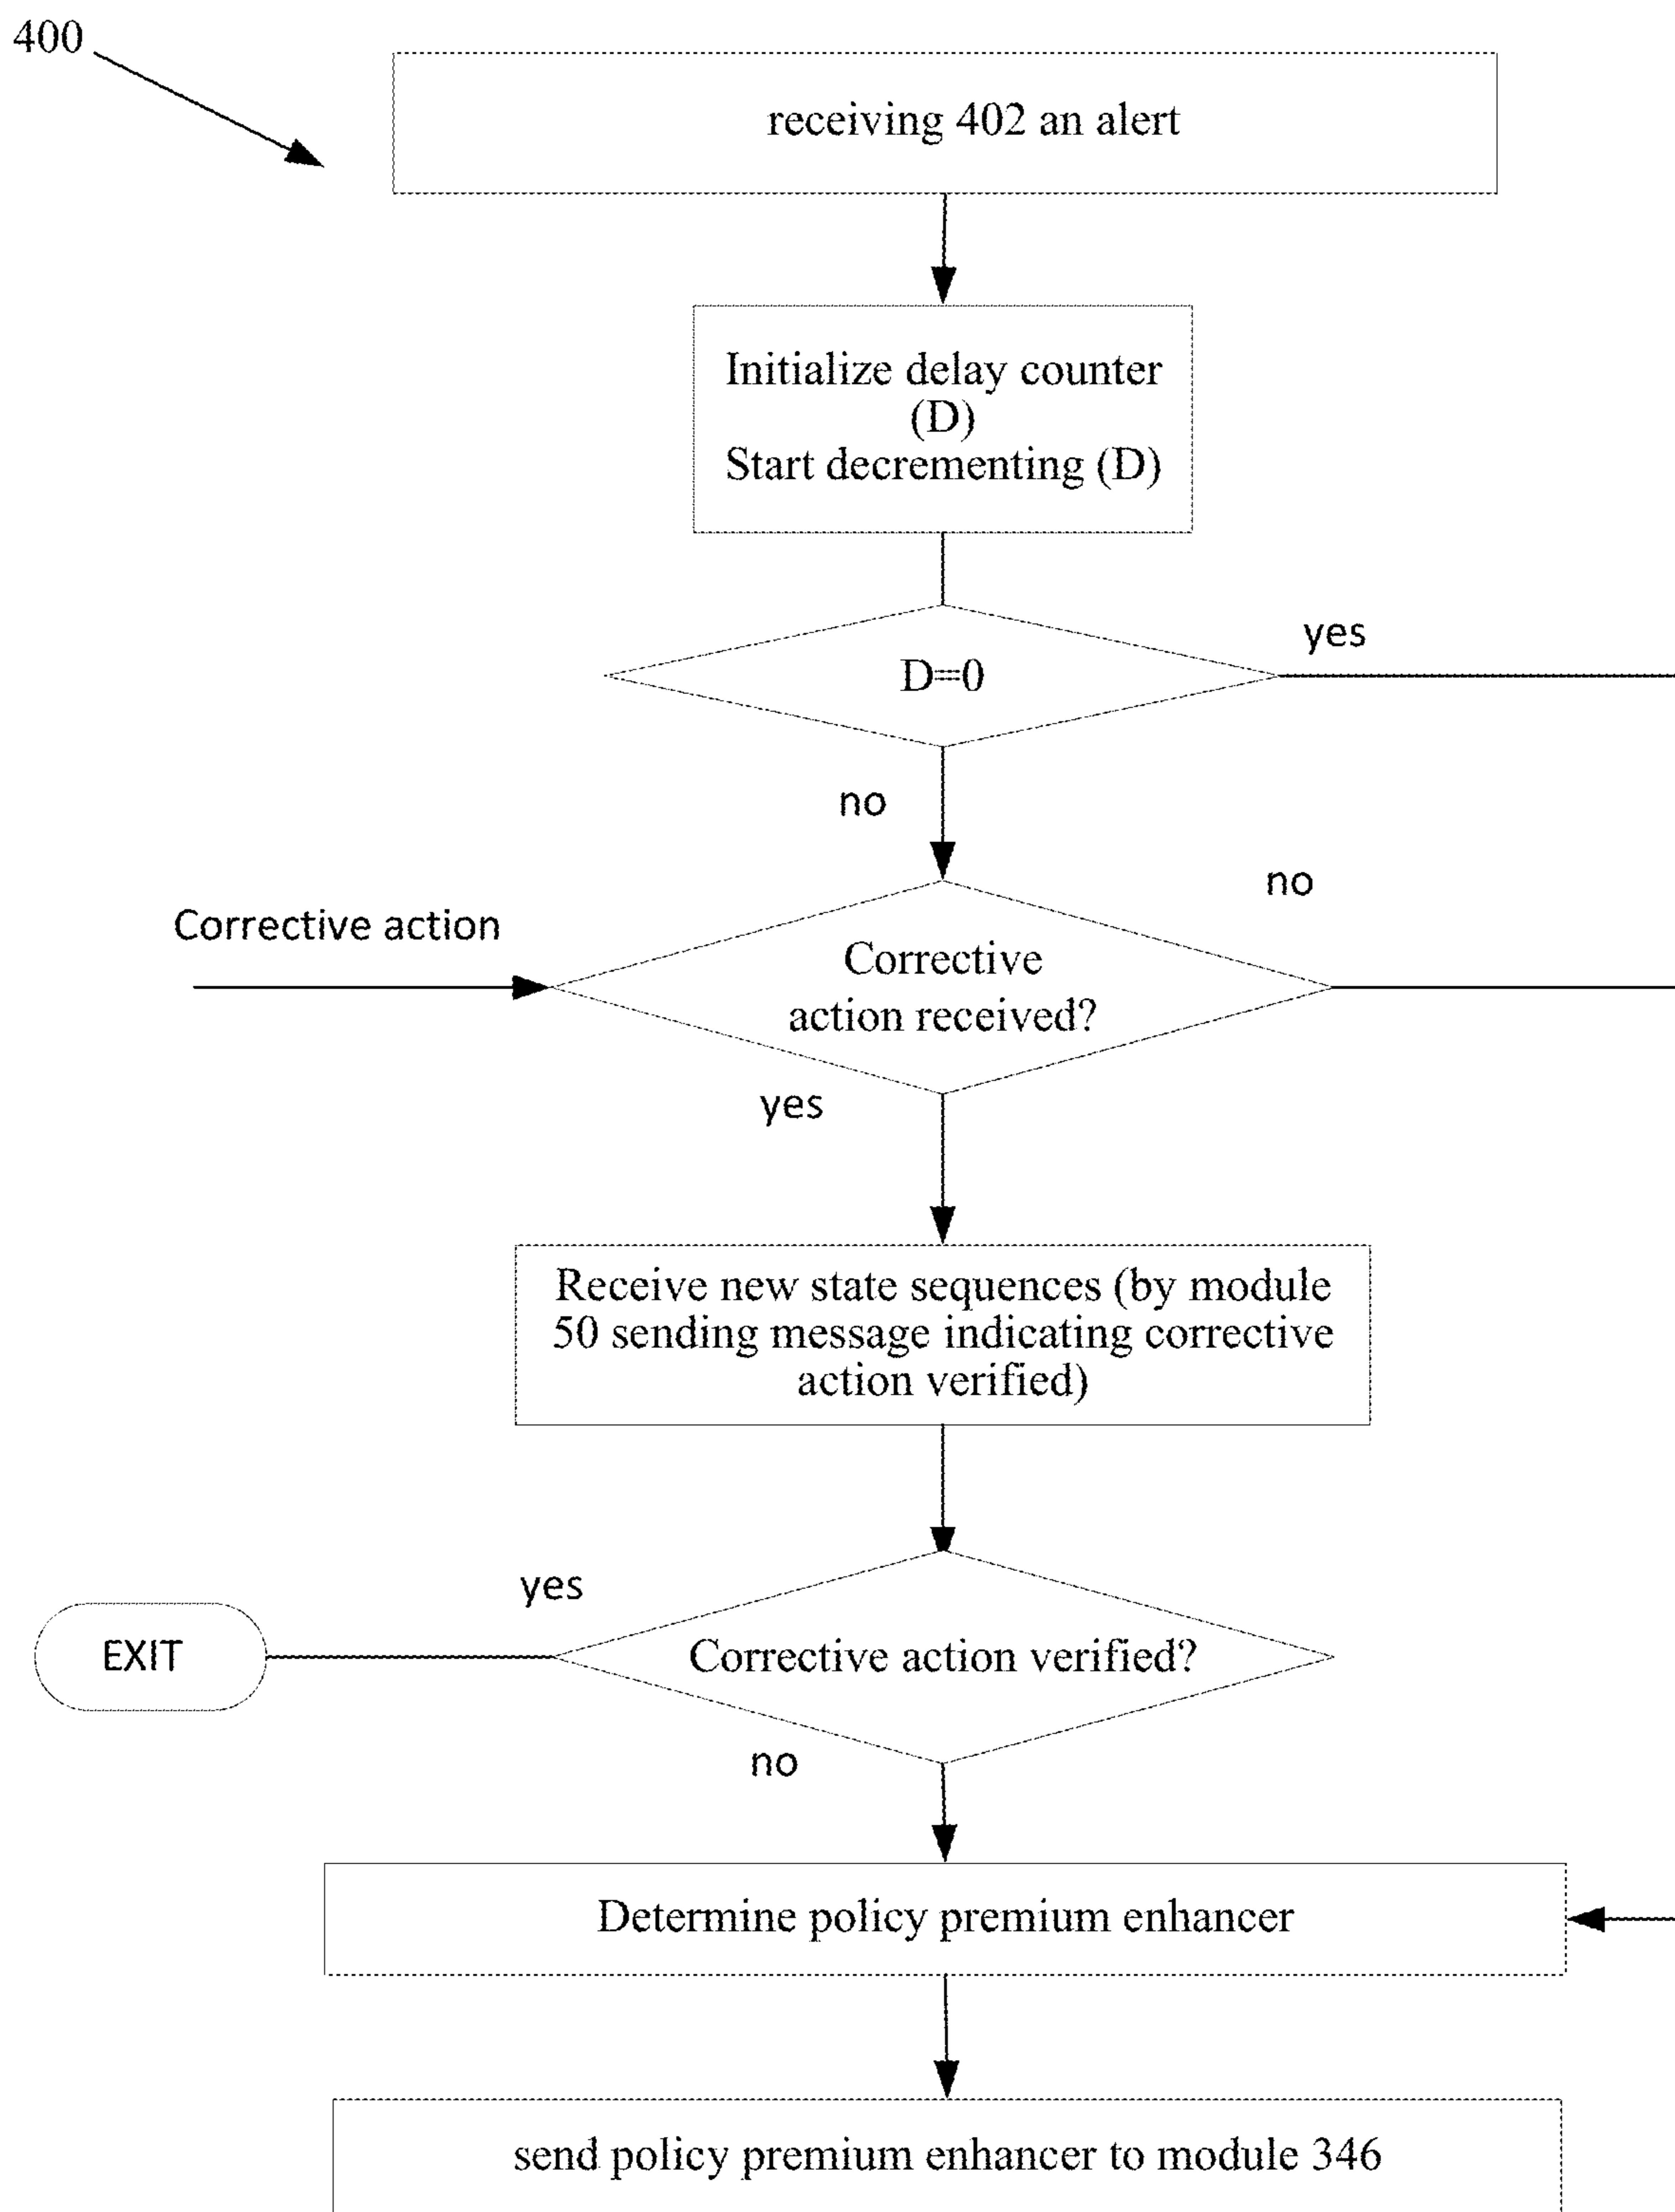 400
receiving 402 an alert
Initialize delay counter
(D)
Start decrementing (D)
D=0
yes
no
no
Corrective action
Corrective
action received?
yes
Receive new state sequences (by module
50 sending message indicating corrective
action verified)
yes
EXIT
Corrective action verified?
no
Determine policy premium enhancer
send policy premium enhancer to module 346